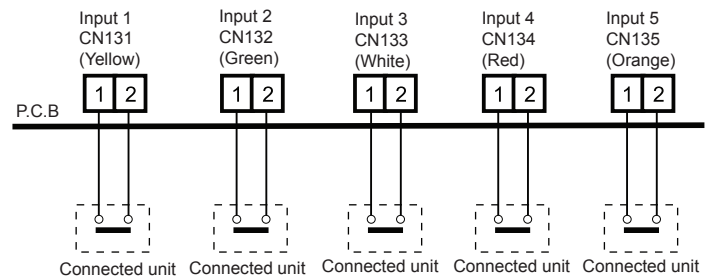 Input 1
CN131
(Yellow)
Input 2
CN132
(Green)
Input 3
CN133
(White)
Input 4
CN134
(Red)
Input 5
CN135
(Orange)
1 2
1 2
1 2
1 2
1 2
P.C.B
Connected unit
Connected unit
Connected unit
Connected unit
Connected unit